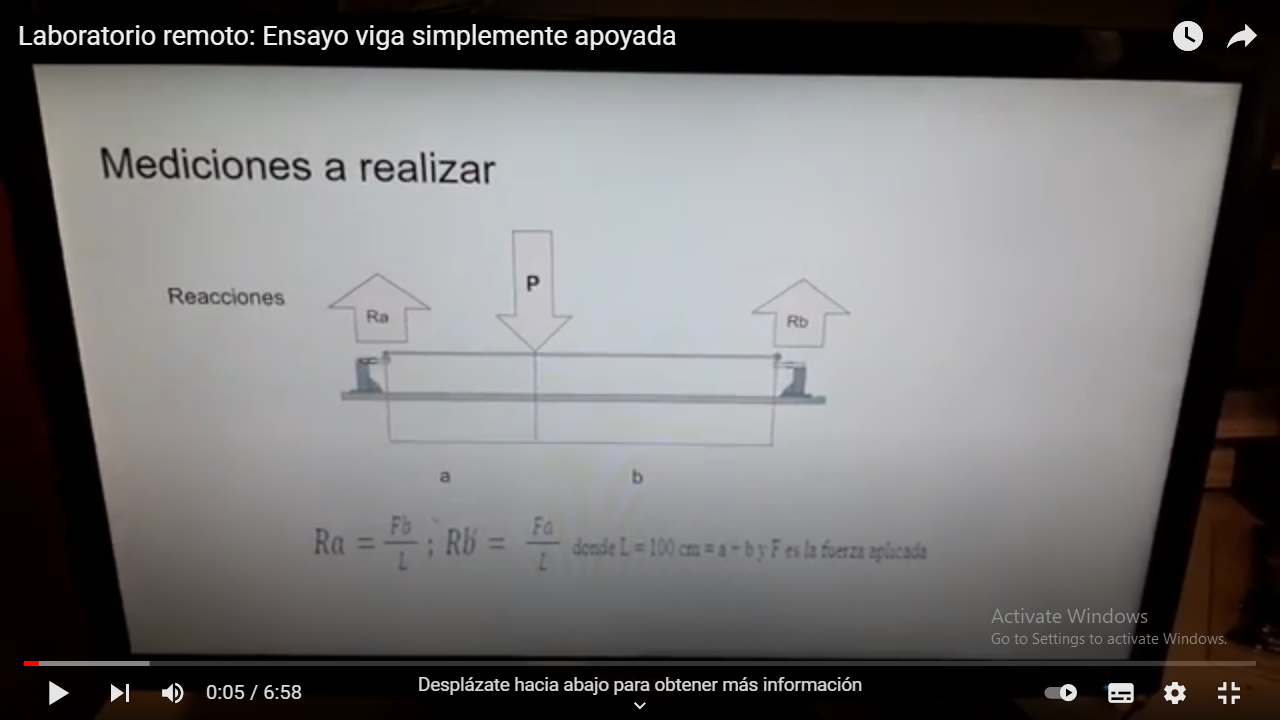 Laboratorio remoto: Ensayo viga simplemente apoyada
Mediciones a realizar
P
Reacciones
Ra
Rb
a
b
Ra = Fb/L ; Rb = Fa/L donde L = 100 cm = a + b y F es la fuerza aplicada
Activate Windows
Go to Settings to activate Windows.
0:05 / 6:58
Desplázate hacia abajo para obtener más información